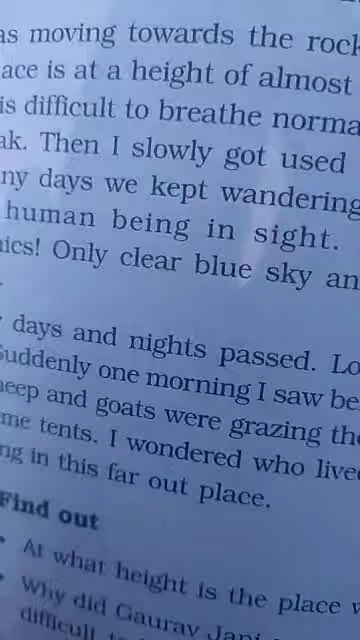 as moving towards the rock
ace is at a height of almost
is difficult to breathe norma
ak. Then I slowly got used
ny days we kept wandering
human being in sight.
ics! Only clear blue sky an
days and nights passed. Lo
Suddenly one morning I saw be
eep and goats were grazing the
me tents. I wondered who live
ng in this far out place.
Find out
• At what height is the place w
• Why did Gaurav Jani
difficult